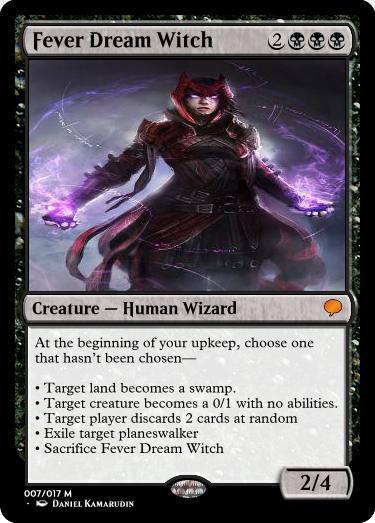 Fever Dream Witch 2
Creature — Human Wizard
At the beginning of your upkeep, choose one
that hasn't been chosen—
• Target land becomes a swamp.
• Target creature becomes a 0/1 with no abilities.
• Target player discards 2 cards at random
• Exile target planeswalker
• Sacrifice Fever Dream Witch
2/4
007/017 M
· Daniel Kamarudin